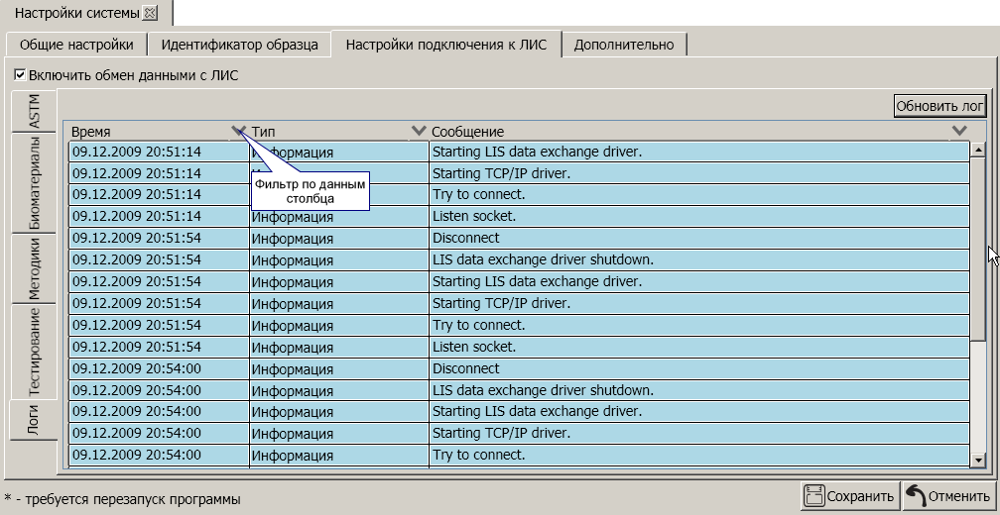 Настройки системы
Общие настройки Идентификатор образца Настройки подключения к ЛИС Дополнительно
Включить обмен данными с ЛИС
ASTM
Биоматериалы
Методики
Тестирование
Логи
Обновить лог
Время Тип Сообщение
09.12.2009 20:51:14 Информация Starting LIS data exchange driver.
09.12.2009 20:51:14 Starting TCP/IP driver.
09.12.2009 20:51:14 Try to connect.
09.12.2009 20:51:14 Информация Listen socket.
Фильтр по данным
столбца
09.12.2009 20:51:54 Информация Disconnect
09.12.2009 20:51:54 Информация LIS data exchange driver shutdown.
09.12.2009 20:51:54 Информация Starting LIS data exchange driver.
09.12.2009 20:51:54 Информация Starting TCP/IP driver.
09.12.2009 20:51:54 Информация Try to connect.
09.12.2009 20:51:54 Информация Listen socket.
09.12.2009 20:54:00 Информация Disconnect
09.12.2009 20:54:00 Информация LIS data exchange driver shutdown.
09.12.2009 20:54:00 Информация Starting LIS data exchange driver.
09.12.2009 20:54:00 Информация Starting TCP/IP driver.
09.12.2009 20:54:00 Информация Try to connect.
* - требуется перезапуск программы
Сохранить Отменить